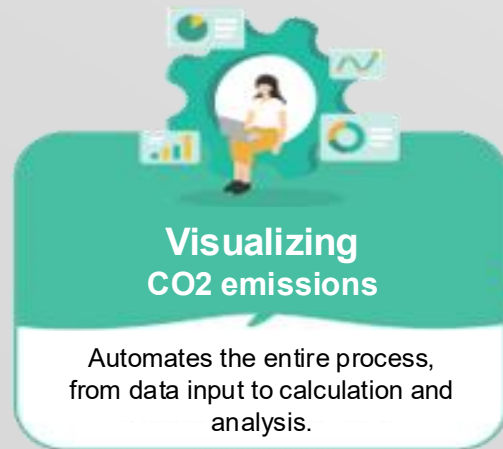 Visualizing
CO2 emissions
Automates the entire process,
from data input to calculation and
analysis.